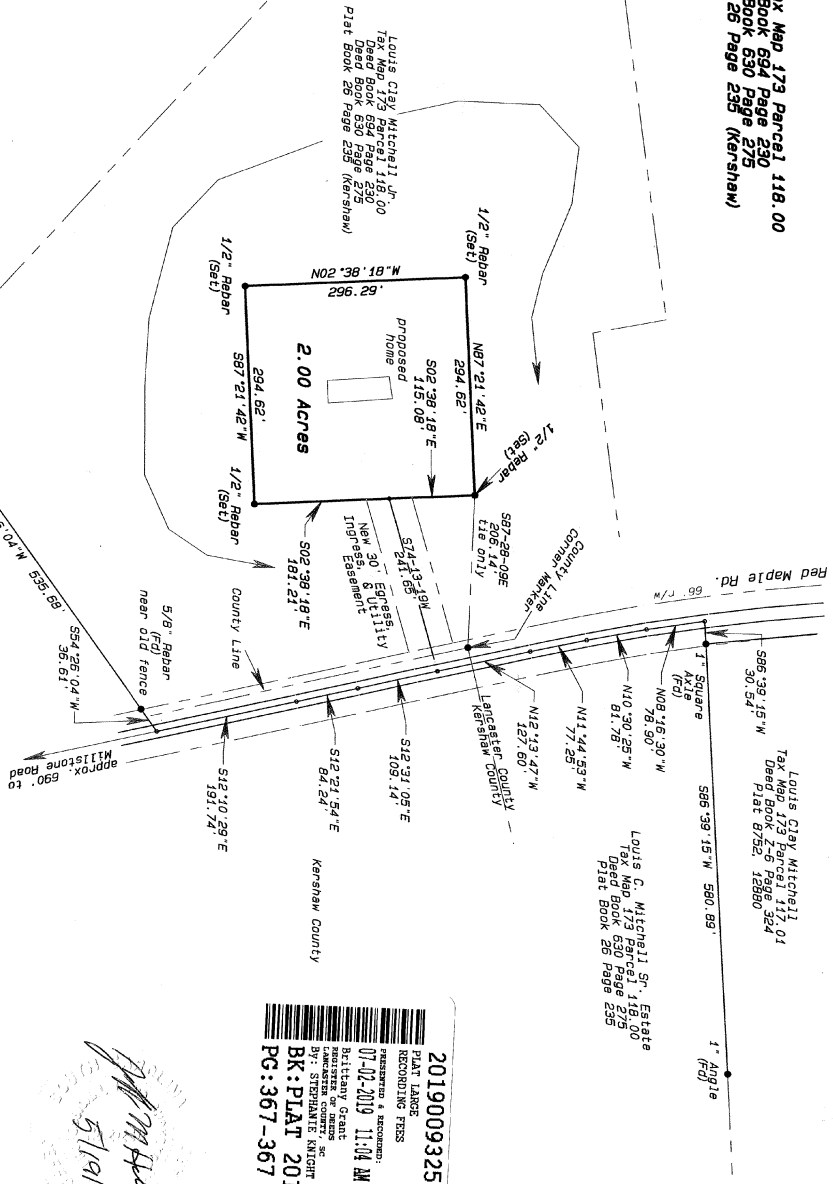 ax Map 173 Parcel 118.00
Book 694 Page 230
Book 630 Page 275
26 Page 235 (Kershaw)
Louis Clay Mitchell Jr.
Tax Map 173 Parcel 118.00
Deed Book 694 Page 230
Deed Book 630 Page 275
Plat Book 26 Page 235 (Kershaw)
1/2" Rebar
(Set)
N02°38'18"W
296.29'
1/2" Rebar
(Set)
N87°21'42"E
294.62'
proposed
home
S02°38'18"E
115.08'
2.00 Acres
294.62'
S87°21'42"W
1/2" Rebar
(Set)
1/2" Rebar
(Set)
S87-28-09E
206.14'
tie only
County Line
Corner Marker
S74-13-19W
241.65'
New 30' Egress,
Ingress, & Utility
Easement
S02°38'18"E
181.21'
County Line
535.68'
5/8" Rebar
(Fd)
near old fence
S54°26'04"W
36.61'
approx. 690' to
Millstone Road
Red Maple Rd.
66' r/w
S86°39'15"W
30.54'
1" Square
Axle
(Fd)
N08°16'30"W
78.90'
N10°30'25"W
81.78'
N11°44'53"W
77.25'
N12°13'47"W
127.60'
Lancaster County
Kershaw County
S12°31'05"E
109.14'
S12°21'54"E
84.24'
S12°10'29"E
191.74'
Louis Clay Mitchell
Tax Map 173 Parcel 117.01
Deed Book Z-6 Page 324
Plat 8752, 12880
S86°39'15"W 580.89'
Louis C. Mitchell Sr. Estate
Tax Map 173 Parcel 118.00
Deed Book 630 Page 275
Plat Book 26 Page 235
Kershaw County
1" Angle
(Fd)
2019009325
PLAT LARGE
RECORDING FEES
PRESENTED & RECORDED:
07-02-2019 11:04 AM
Brittany Grant
REGISTER OF DEEDS
LANCASTER COUNTY, SC
By: STEPHANIE KNIGHT
BK:PLAT 201
PG:367-367
5/19/